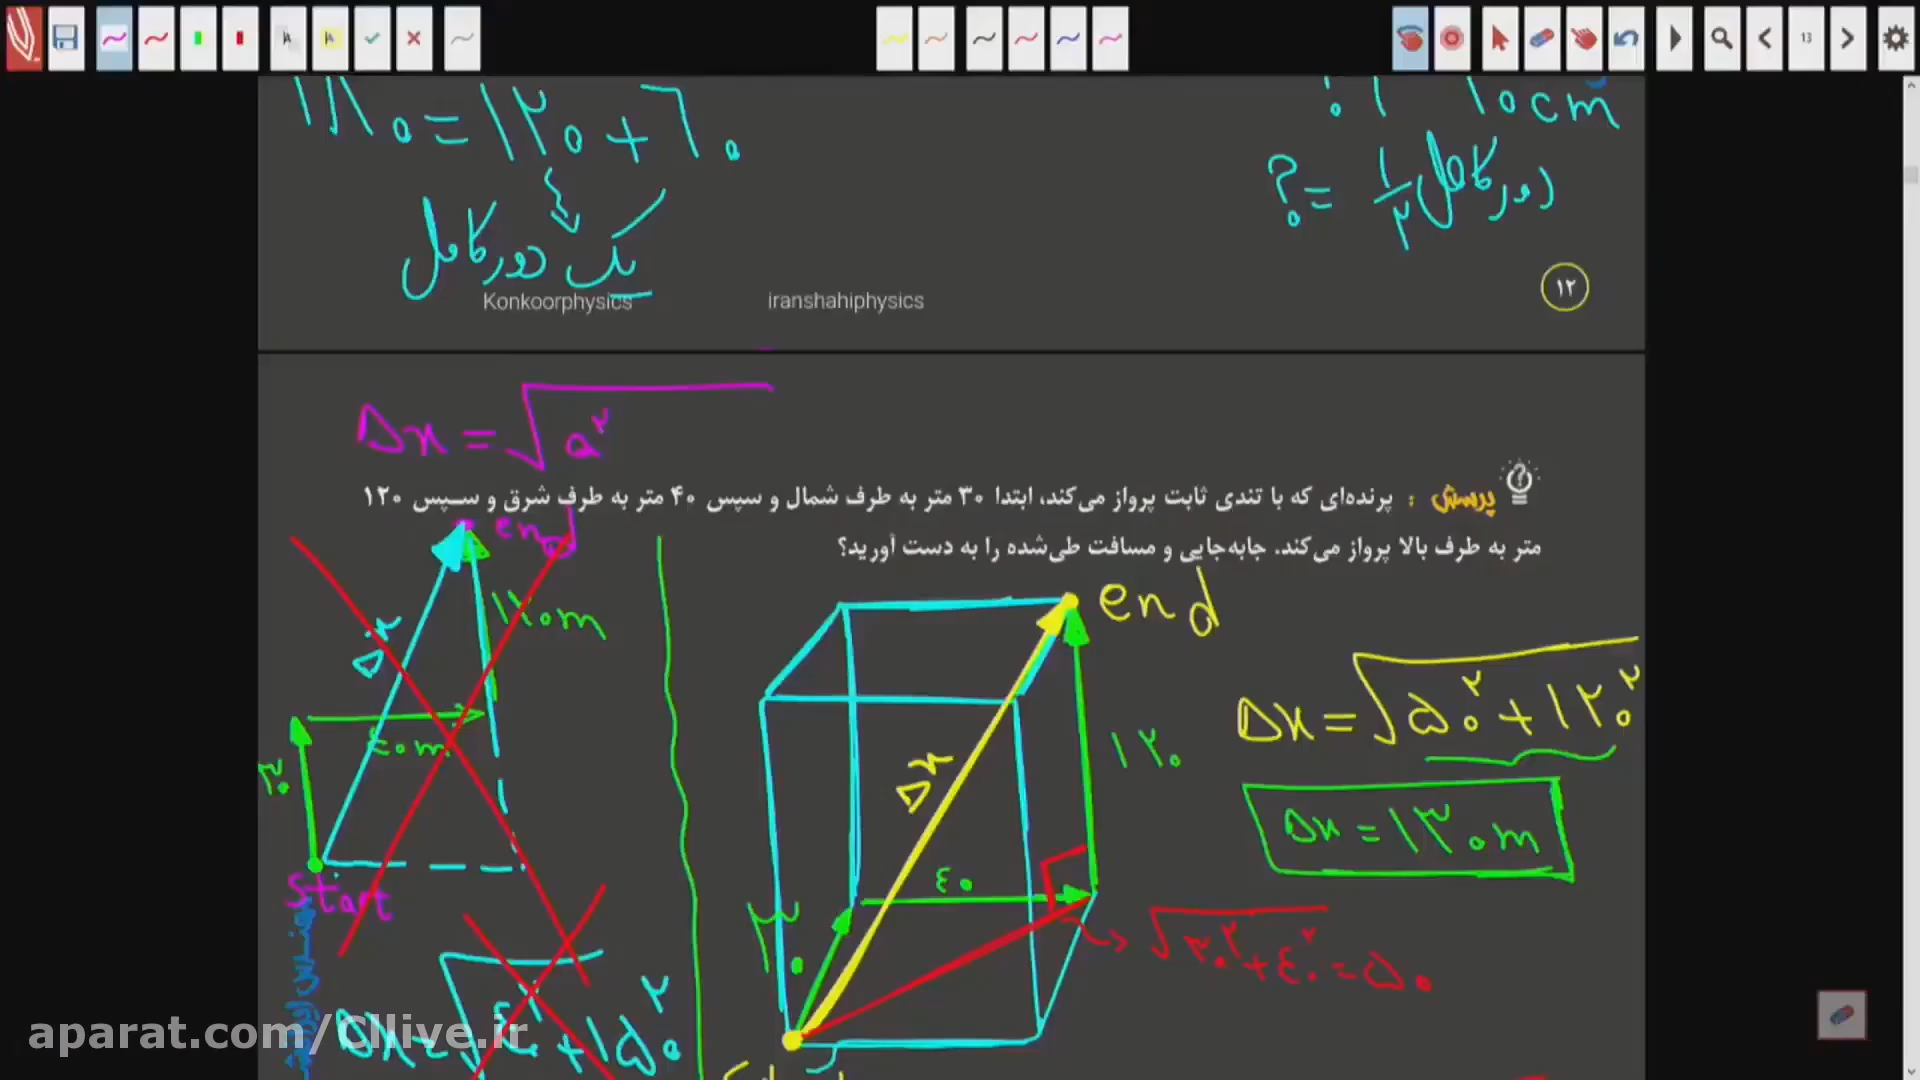 ۱۸۰ = ۱۲۰ + ۶۰
یک دور کامل
۱۰cm
؟ = ۱/۲ دور کامل
Konkoorphysics iranshahiphysics
۱۲
Δx = √a²
پرسش : پرنده‌ای که با تندی ثابت پرواز می‌کند، ابتدا ۳۰ متر به طرف شمال و سپس ۴۰ متر به طرف شرق و سپس ۱۲۰
متر به طرف بالا پرواز می‌کند. جابه‌جایی و مسافت طی‌شده را به دست آورید؟
end
۱۲۰m
Δx
۴۰m
۳۰
Start
end
Δx
۱۲۰
۴۰
۳۰
Δx = √۵۰² + ۱۲۰²
Δx = ۱۳۰m
√۳۰² + ۴۰² = ۵۰
aparat.com/Cllive.ir
13